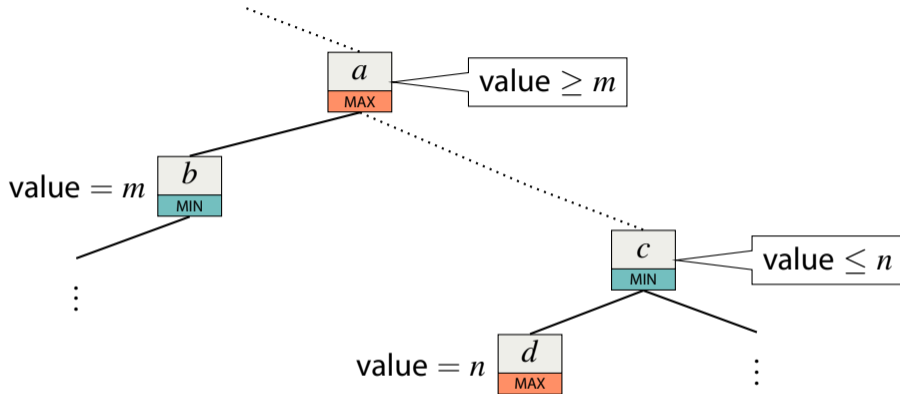 a
MAX
value ≥ m
value = m
b
MIN
c
MIN
value ≤ n
⋮
value = n
d
MAX
⋮